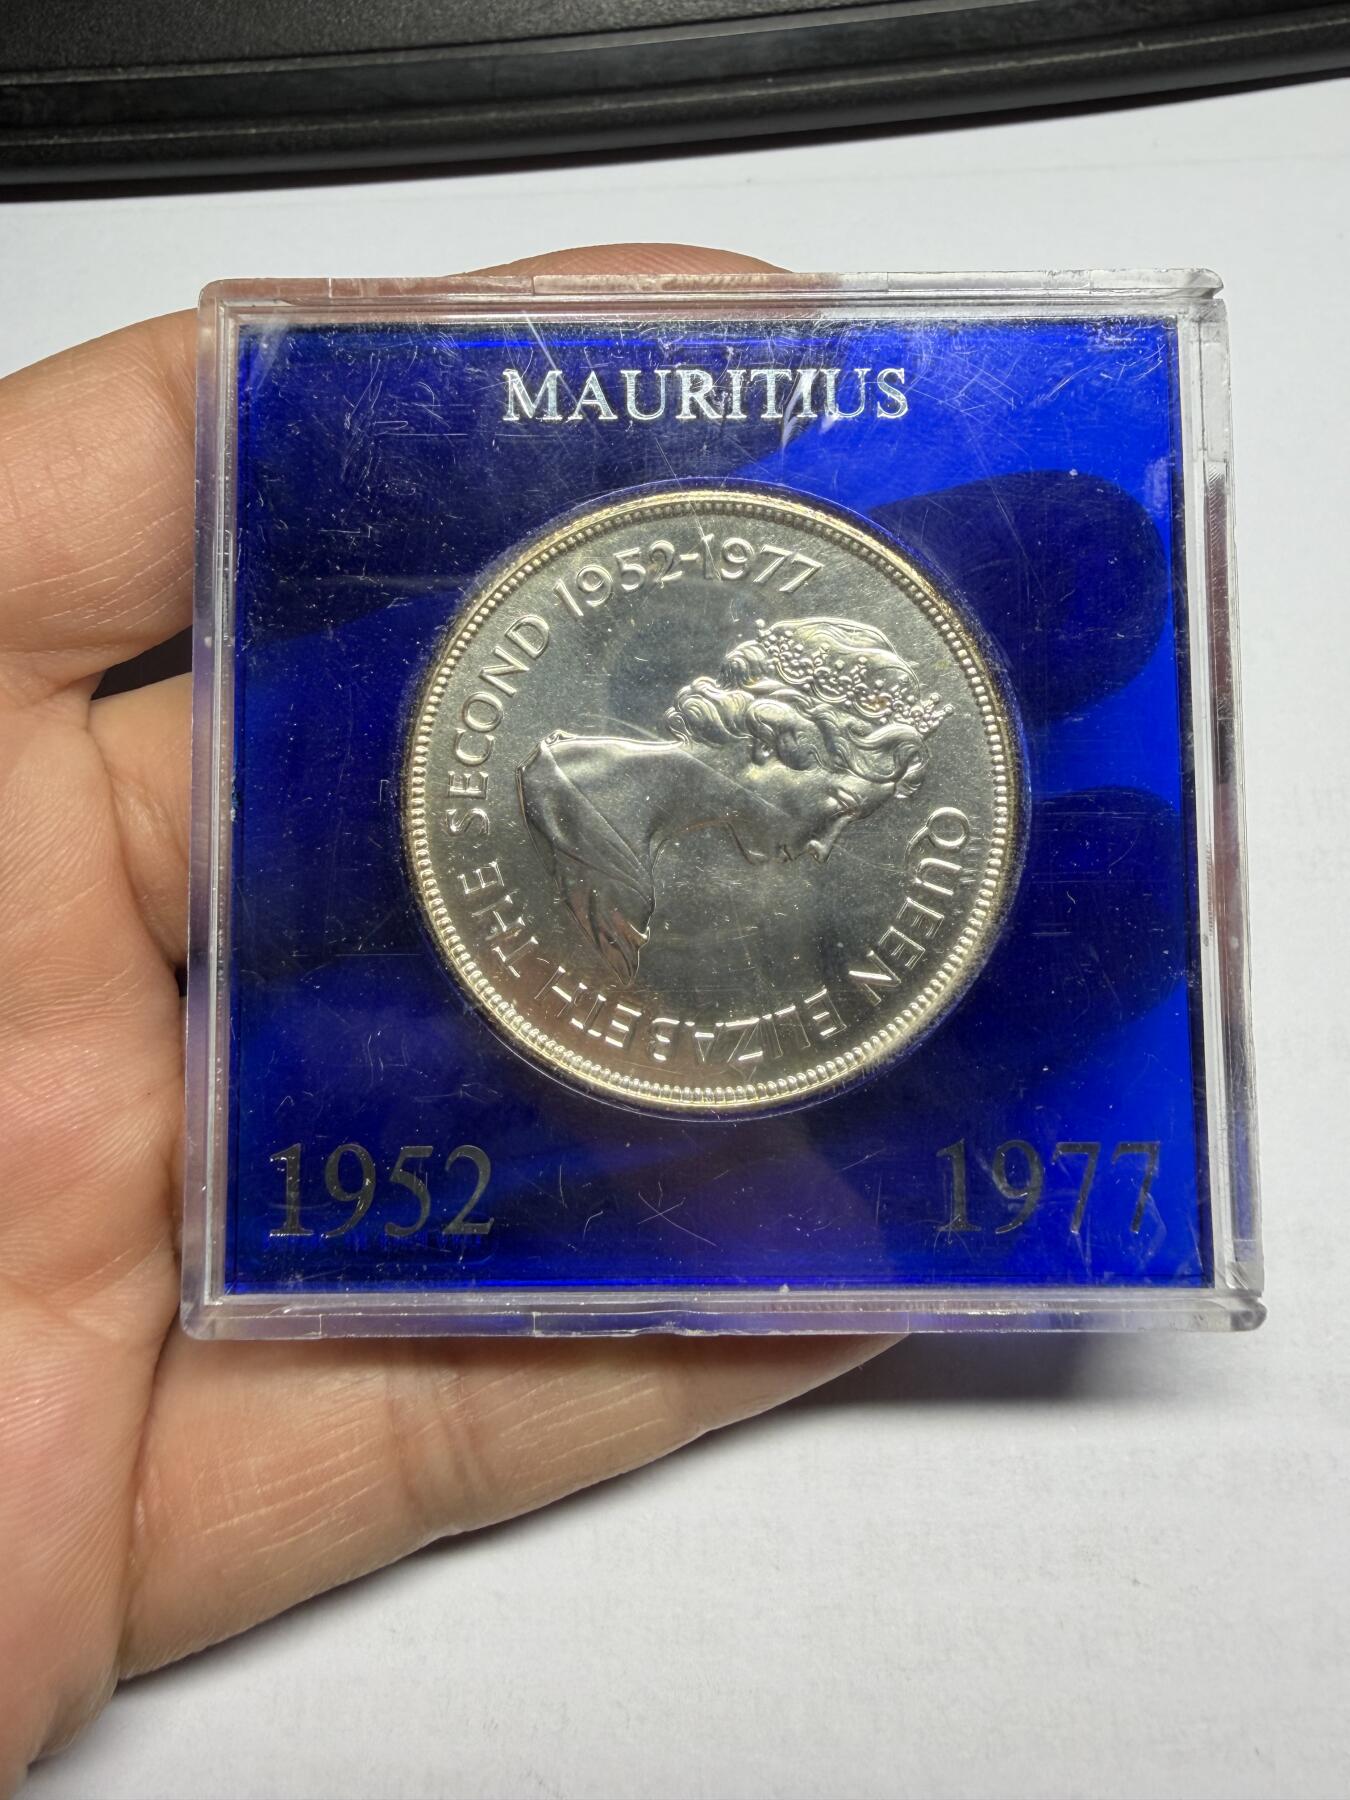 MAURITIUS
QUEEN ELIZABETH THE SECOND 1952-1977
1952
1977